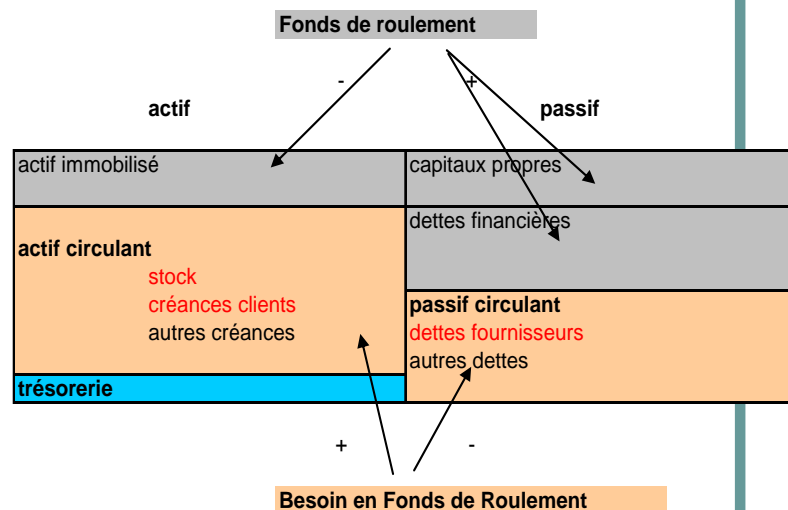 Fonds de roulement
- +
actif passif
actif immobilisé
capitaux propres
dettes financières
actif circulant
stock
créances clients
autres créances
passif circulant
dettes fournisseurs
autres dettes
trésorerie
+ -
Besoin en Fonds de Roulement